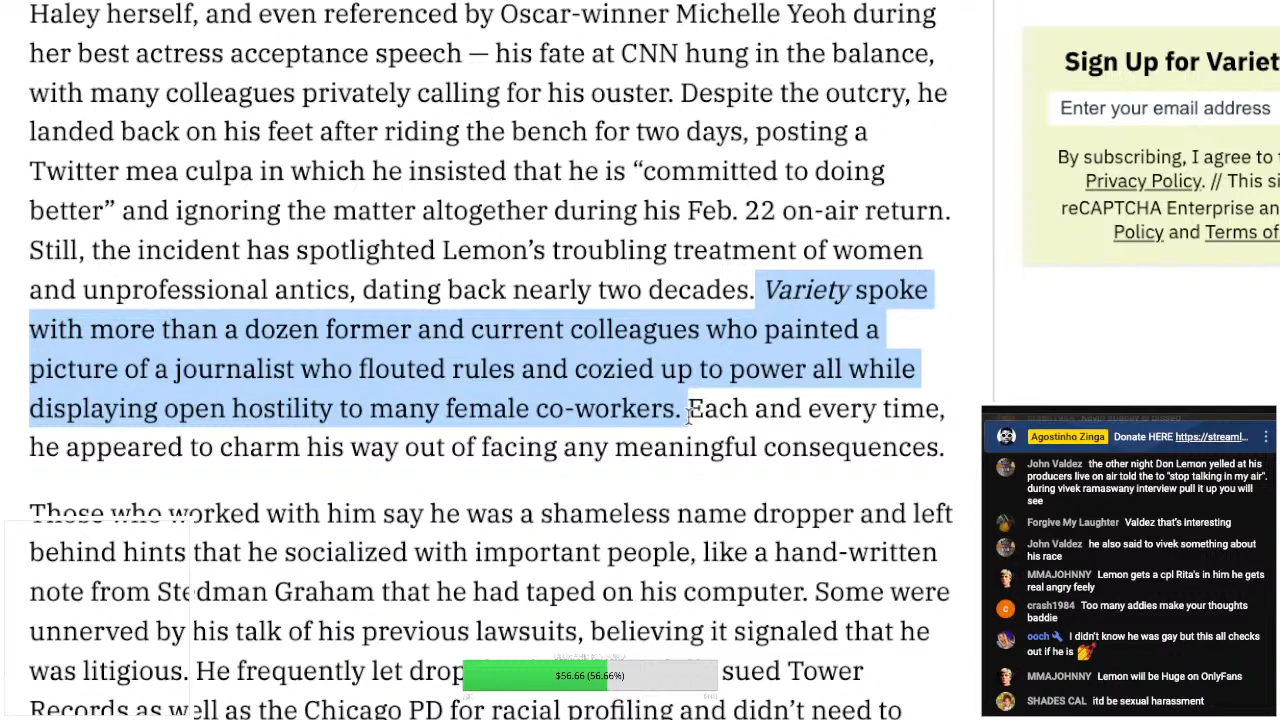 Haley herself, and even referenced by Oscar-winner Michelle Yeoh during
her best actress acceptance speech — his fate at CNN hung in the balance,
with many colleagues privately calling for his ouster. Despite the outcry, he
landed back on his feet after riding the bench for two days, posting a
Twitter mea culpa in which he insisted that he is “committed to doing
better” and ignoring the matter altogether during his Feb. 22 on-air return.
Still, the incident has spotlighted Lemon’s troubling treatment of women
and unprofessional antics, dating back nearly two decades. Variety spoke
with more than a dozen former and current colleagues who painted a
picture of a journalist who flouted rules and cozied up to power all while
displaying open hostility to many female co-workers. Each and every time,
he appeared to charm his way out of facing any meaningful consequences.
Those who worked with him say he was a shameless name dropper and left
behind hints that he socialized with important people, like a hand-written
note from Stedman Graham that he had taped on his computer. Some were
unnerved by his talk of his previous lawsuits, believing it signaled that he
was litigious. He frequently let drop sued Tower
Records as well as the Chicago PD for racial profiling and didn’t need to
$56.66 (56.66%)
Sign Up for Variet
Enter your email address
By subscribing, I agree to t
Privacy Policy. // This si
reCAPTCHA Enterprise an
Policy and Terms of
Agostinho Zinga Donate HERE https://streaml...
John Valdez the other night Don Lemon yelled at his
producers live on air told the to "stop talking in my air".
during vivek ramaswany interview pull it up you will
see
Forgive My Laughter Valdez that's interesting
John Valdez he also said to vivek something about
his race
MMAJOHNNY Lemon gets a cpl Rita's in him he gets
real angry feely
crash1984 Too many addies make your thoughts
baddie
ooch I didn't know he was gay but this all checks
out if he is
MMAJOHNNY Lemon will be Huge on OnlyFans
SHADES CAL itd be sexual harassment